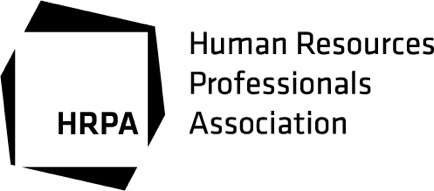 HRPA
Human Resources
Professionals
Association